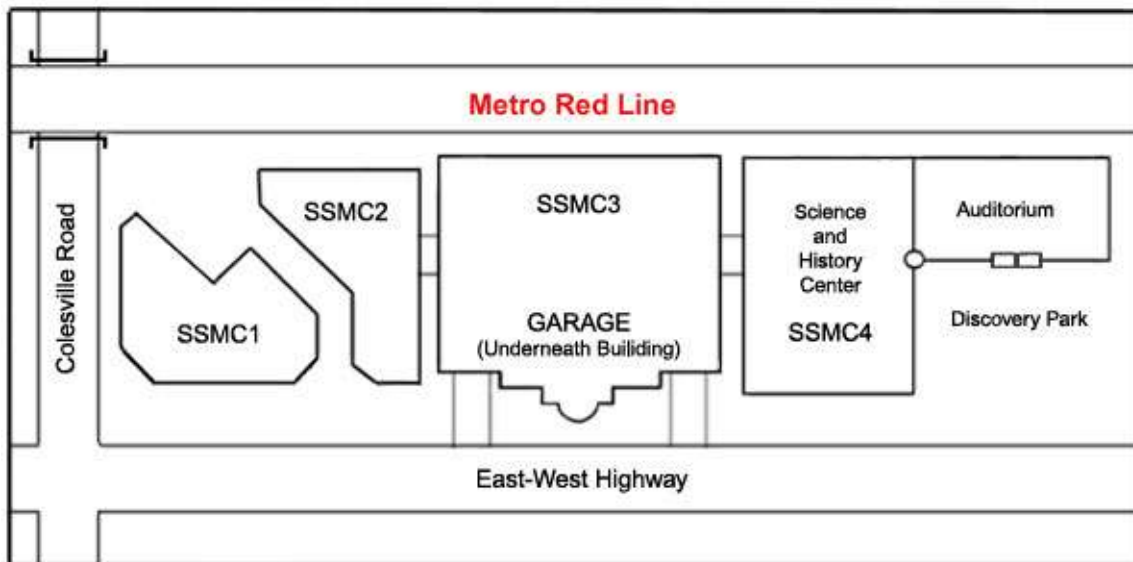 Metro Red Line
Colesville Road
SSMC1
SSMC2
SSMC3
GARAGE
(Underneath Builiding)
Science
and
History
Center
SSMC4
Auditorium
Discovery Park
East-West Highway